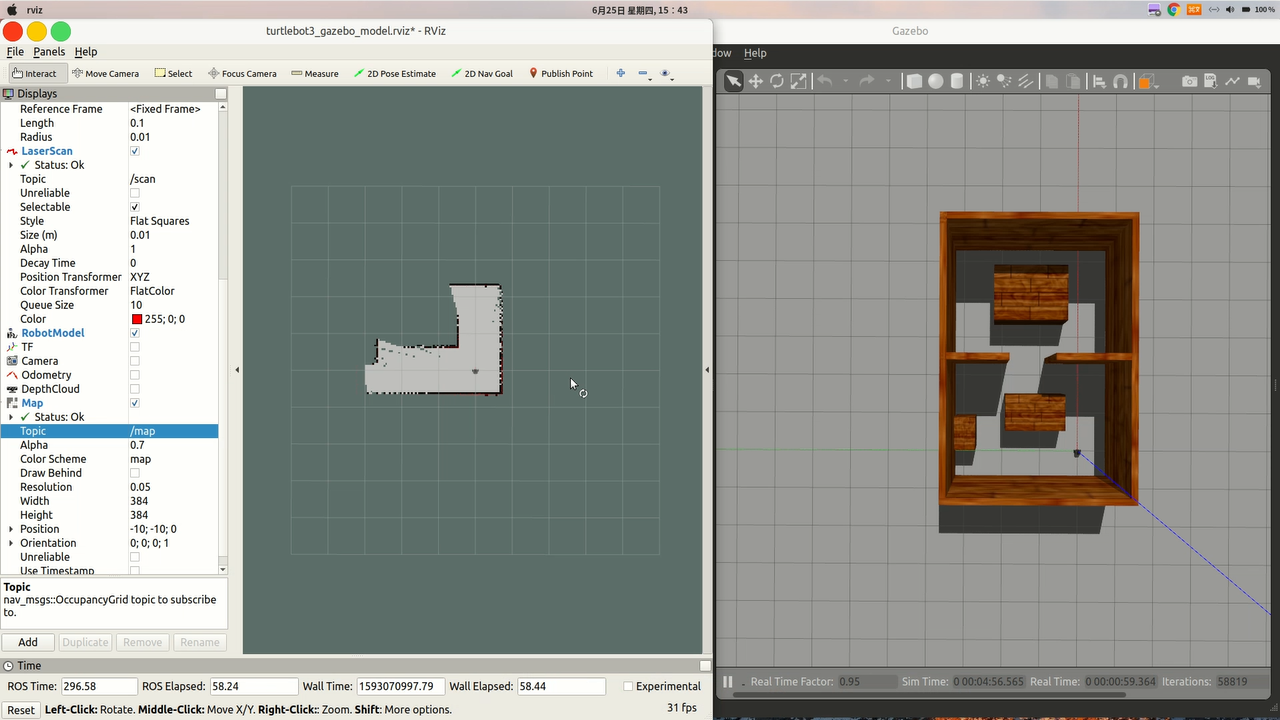 rviz
6月25日 星期四, 15：43
100%
turtlebot3_gazebo_model.rviz* - RViz
File Panels Help
Interact Move Camera Select Focus Camera Measure 2D Pose Estimate 2D Nav Goal Publish Point
Displays
Reference Frame <Fixed Frame>
Length 0.1
Radius 0.01
LaserScan
Status: Ok
Topic /scan
Unreliable
Selectable
Style Flat Squares
Size (m) 0.01
Alpha 1
Decay Time 0
Position Transformer XYZ
Color Transformer FlatColor
Queue Size 10
Color 255; 0; 0
RobotModel
TF
Camera
Odometry
DepthCloud
Map
Status: Ok
Topic /map
Alpha 0.7
Color Scheme map
Draw Behind
Resolution 0.05
Width 384
Height 384
Position -10; -10; 0
Orientation 0; 0; 0; 1
Unreliable
Use Timestamp
Topic
nav_msgs::OccupancyGrid topic to subscribe
to.
Add Duplicate Remove Rename
Time
ROS Time: 296.58 ROS Elapsed: 58.24 Wall Time: 1593070997.79 Wall Elapsed: 58.44 Experimental
Reset Left-Click: Rotate. Middle-Click: Move X/Y. Right-Click:: Zoom. Shift: More options. 31 fps
Gazebo
dow Help
Real Time Factor: 0.95 Sim Time: 0 00:04:56.565 Real Time: 0 00:00:59.364 Iterations: 58819